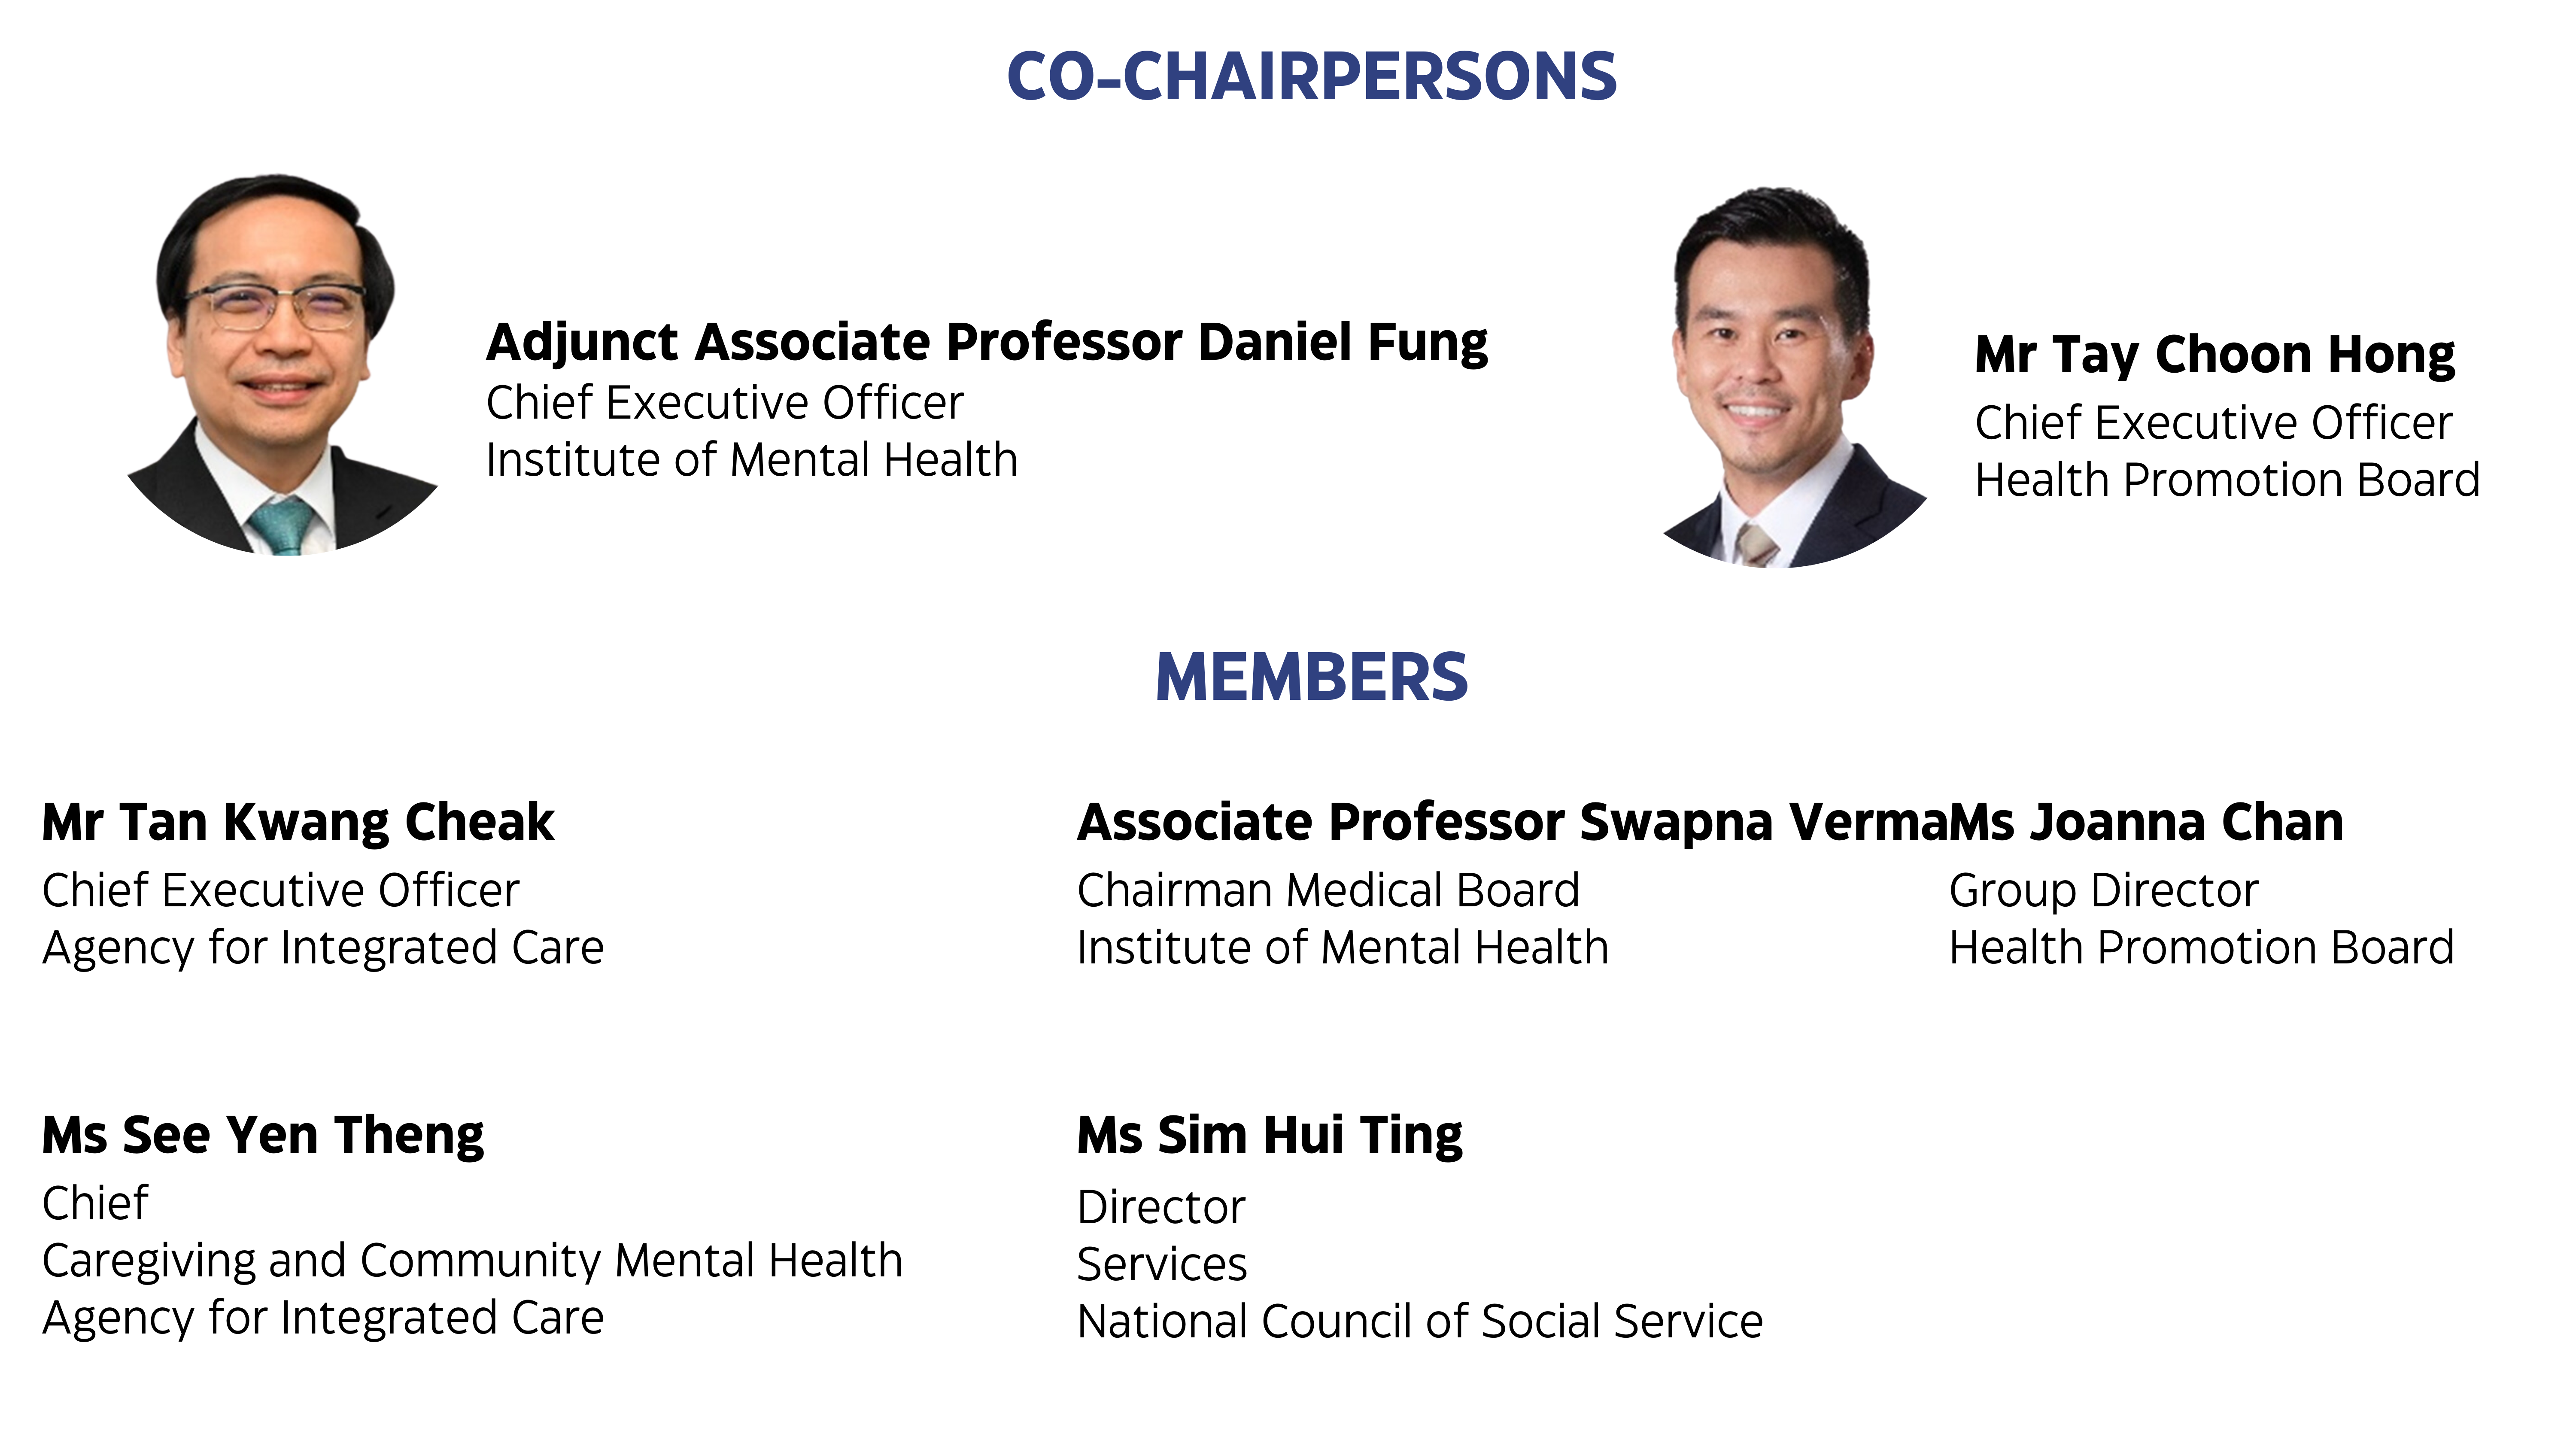 CO-CHAIRPERSONS
Adjunct Associate Professor Daniel Fung
Chief Executive Officer
Institute of Mental Health
Mr Tay Choon Hong
Chief Executive Officer
Health Promotion Board
MEMBERS
Mr Tan Kwang Cheak
Chief Executive Officer
Agency for Integrated Care
Associate Professor Swapna Verma
Chairman Medical Board
Institute of Mental Health
Ms Joanna Chan
Group Director
Health Promotion Board
Ms See Yen Theng
Chief
Caregiving and Community Mental Health
Agency for Integrated Care
Ms Sim Hui Ting
Director
Services
National Council of Social Service